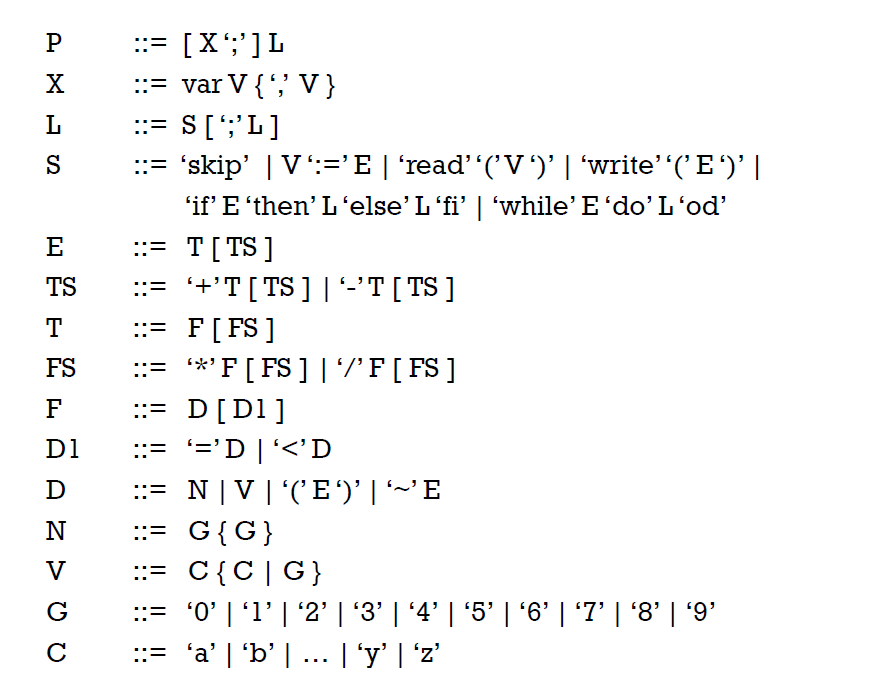 P ::= [ X ‘;’ ] L
X ::= var V { ‘,’ V }
L ::= S [ ‘;’ L ]
S ::= ‘skip’ | V ‘:=’ E | ‘read’ ‘(’ V ‘)’ | ‘write’ ‘(’ E ‘)’ |
‘if’ E ‘then’ L ‘else’ L ‘fi’ | ‘while’ E ‘do’ L ‘od’
E ::= T [ TS ]
TS ::= ‘+’ T [ TS ] | ‘-’ T [ TS ]
T ::= F [ FS ]
FS ::= ‘*’ F [ FS ] | ‘/’ F [ FS ]
F ::= D [ D1 ]
D1 ::= ‘=’ D | ‘<’ D
D ::= N | V | ‘(’ E ‘)’ | ‘~’ E
N ::= G { G }
V ::= C { C | G }
G ::= ‘0’ | ‘1’ | ‘2’ | ‘3’ | ‘4’ | ‘5’ | ‘6’ | ‘7’ | ‘8’ | ‘9’
C ::= ‘a’ | ‘b’ | … | ‘y’ | ‘z’